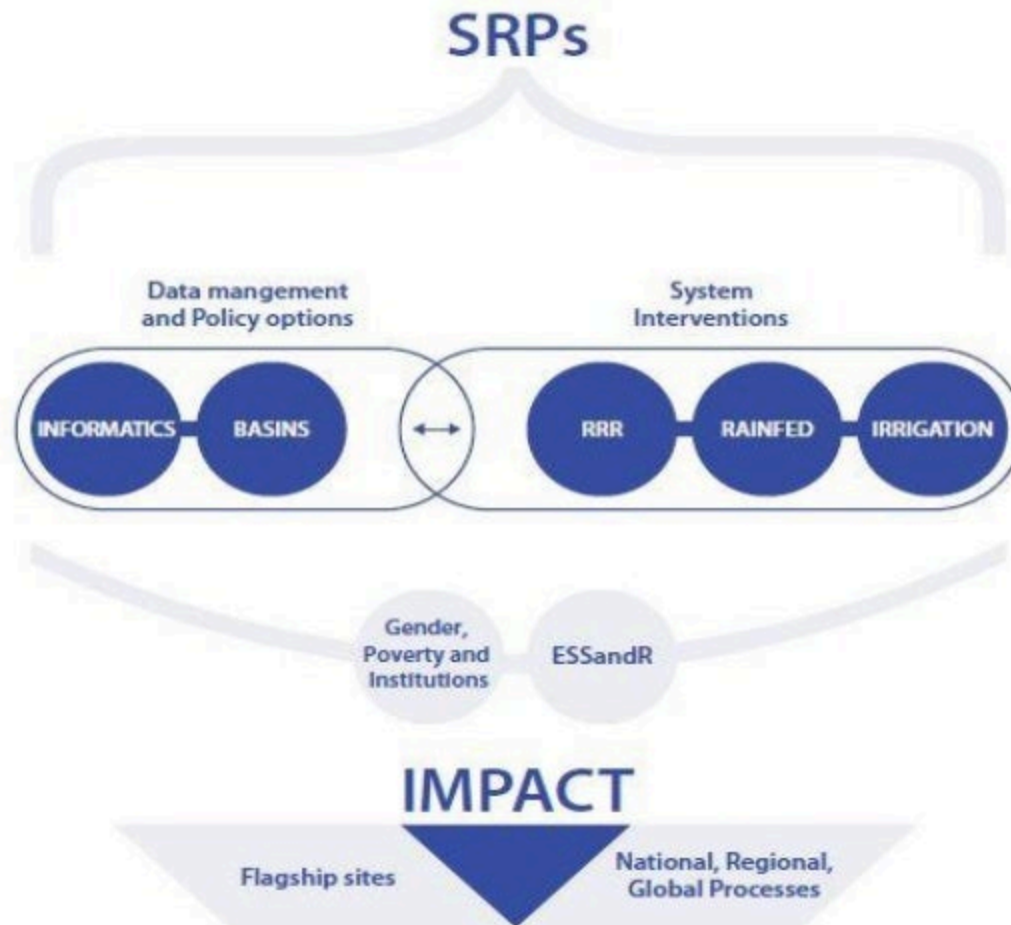 SRPs
Data mangement
and Policy options
System
Interventions
INFORMATICS
BASINS
RRR
RAINFED
IRRIGATION
Gender,
Poverty and
Institutions
ESSandR
IMPACT
Flagship sites
National, Regional,
Global Processes